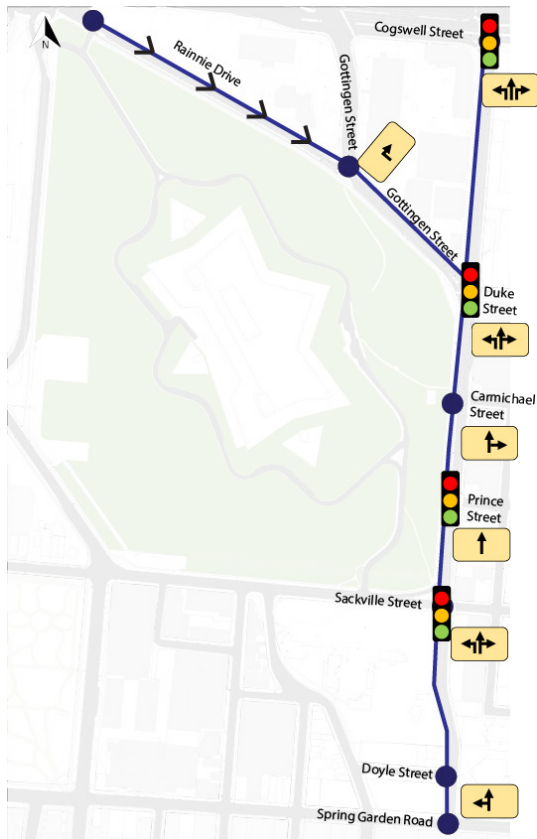 Cogswell Street
N
Rainnie Drive
Gottingen Street
Gottingen Street
Duke
Street
Carmichael
Street
Prince
Street
Sackville Street
Doyle Street
Spring Garden Road